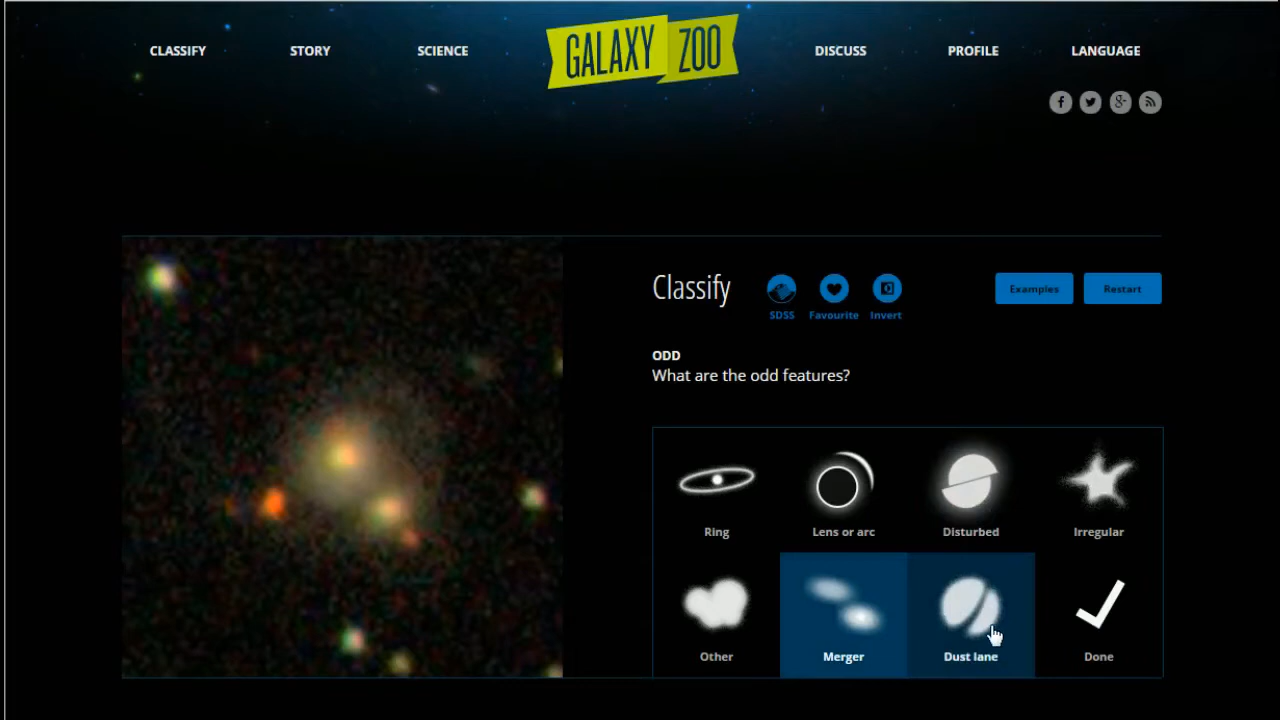 CLASSIFY STORY SCIENCE GALAXY ZOO DISCUSS PROFILE LANGUAGE
Classify
SDSS Favourite Invert
Examples Restart
ODD
What are the odd features?
Ring Lens or arc Disturbed Irregular
Other Merger Dust lane Done